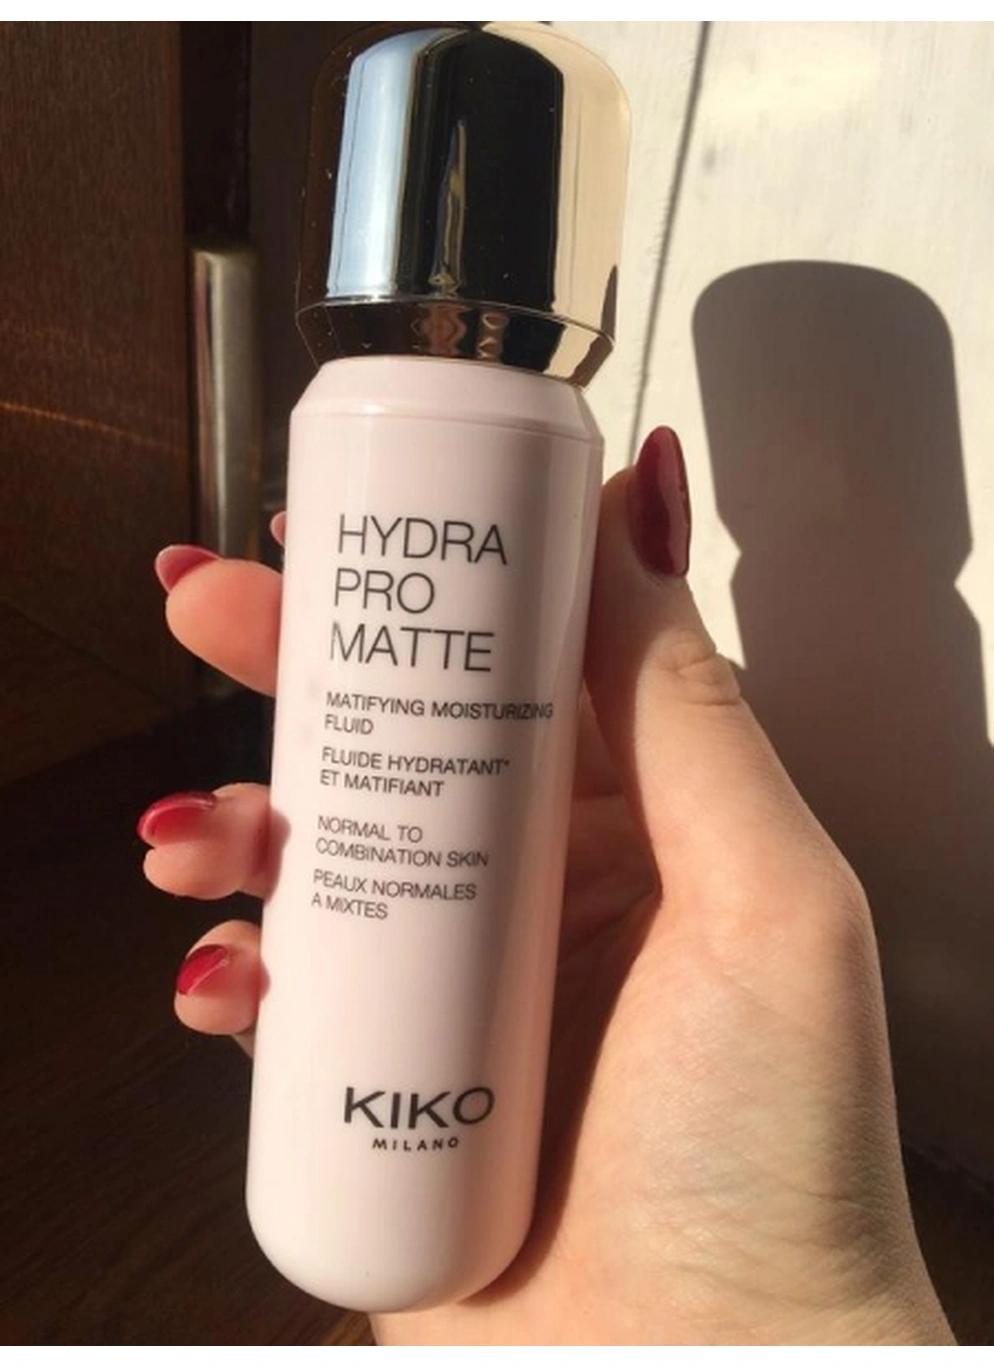 HYDRA
PRO
MATTE
MATIFYING MOISTURIZING
FLUID
FLUIDE HYDRATANT*
ET MATIFIANT
NORMAL TO
COMBINATION SKIN
PEAUX NORMALES
A MIXTES
KIKO
MILANO